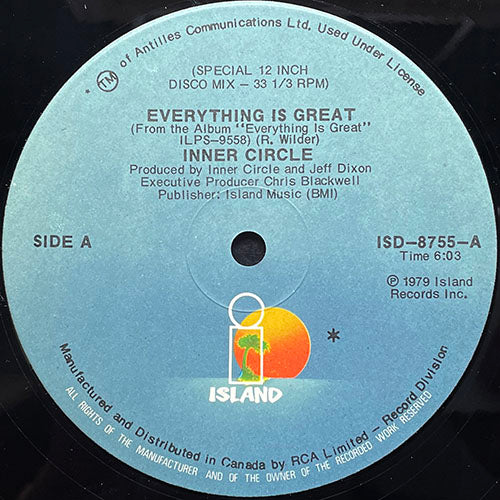 * TM of Antilles Communications Ltd. Used Under License
(SPECIAL 12 INCH
DISCO MIX – 33 1/3 RPM)
EVERYTHING IS GREAT
(From the Album "Everything Is Great"
ILPS–9558) (R. Wilder)
INNER CIRCLE
Produced by Inner Circle and Jeff Dixon
Executive Producer Chris Blackwell
Publisher: Island Music (BMI)
SIDE A
ISD–8755–A
Time 6:03
℗ 1979 Island
Records Inc.
i
*
ISLAND
Manufactured and Distributed in Canada by RCA Limited – Record Division
ALL RIGHTS OF THE MANUFACTURER AND OF THE OWNER OF THE RECORDED WORK RESERVED